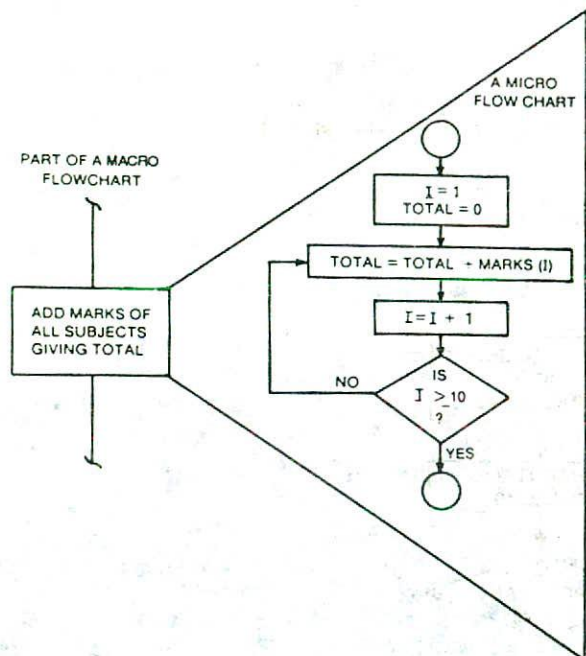 A MICRO
FLOW CHART
PART OF A MACRO
FLOWCHART
ADD MARKS OF
ALL SUBJECTS
GIVING TOTAL
I = 1
TOTAL = 0
TOTAL = TOTAL + MARKS (I)
I = I + 1
IS
I > 10
?
NO
YES